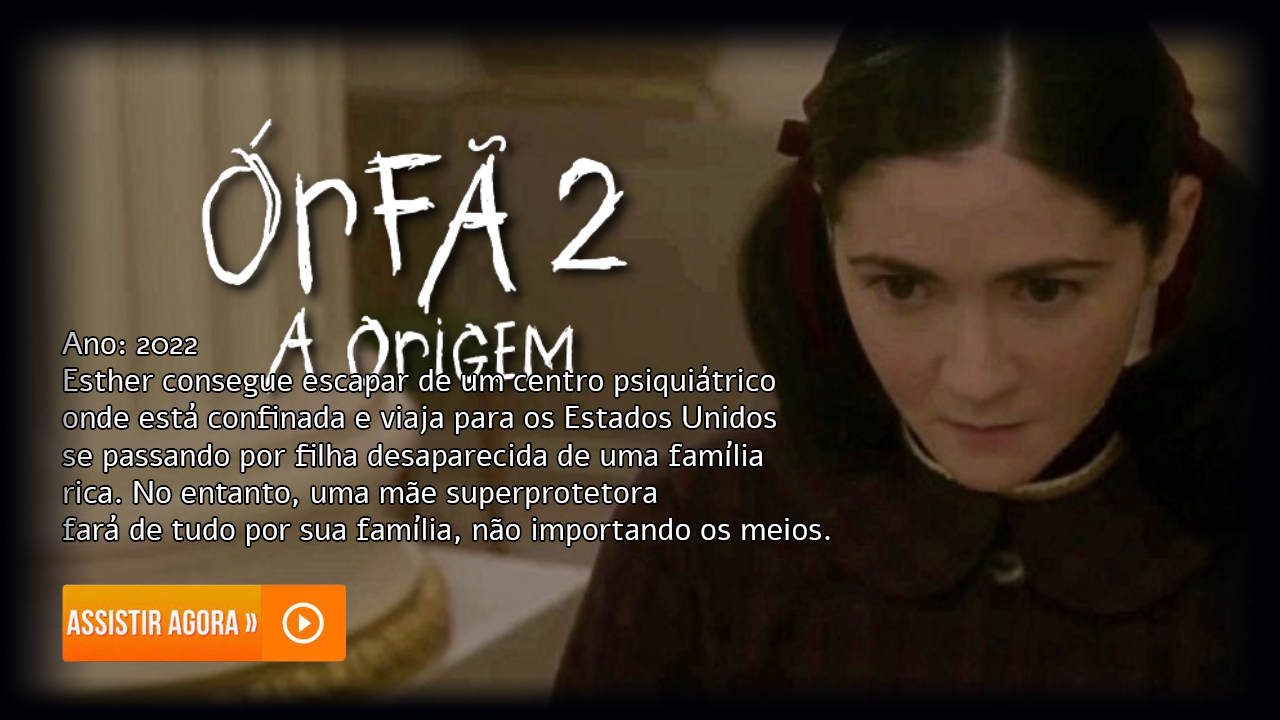 ÓrFÃ 2
A OriGEM
Ano: 2022
Esther consegue escapar de um centro psiquiátrico
onde está confinada e viaja para os Estados Unidos
se passando por filha desaparecida de uma família
rica. No entanto, uma mãe superprotetora
fará de tudo por sua família, não importando os meios.
ASSISTIR AGORA »